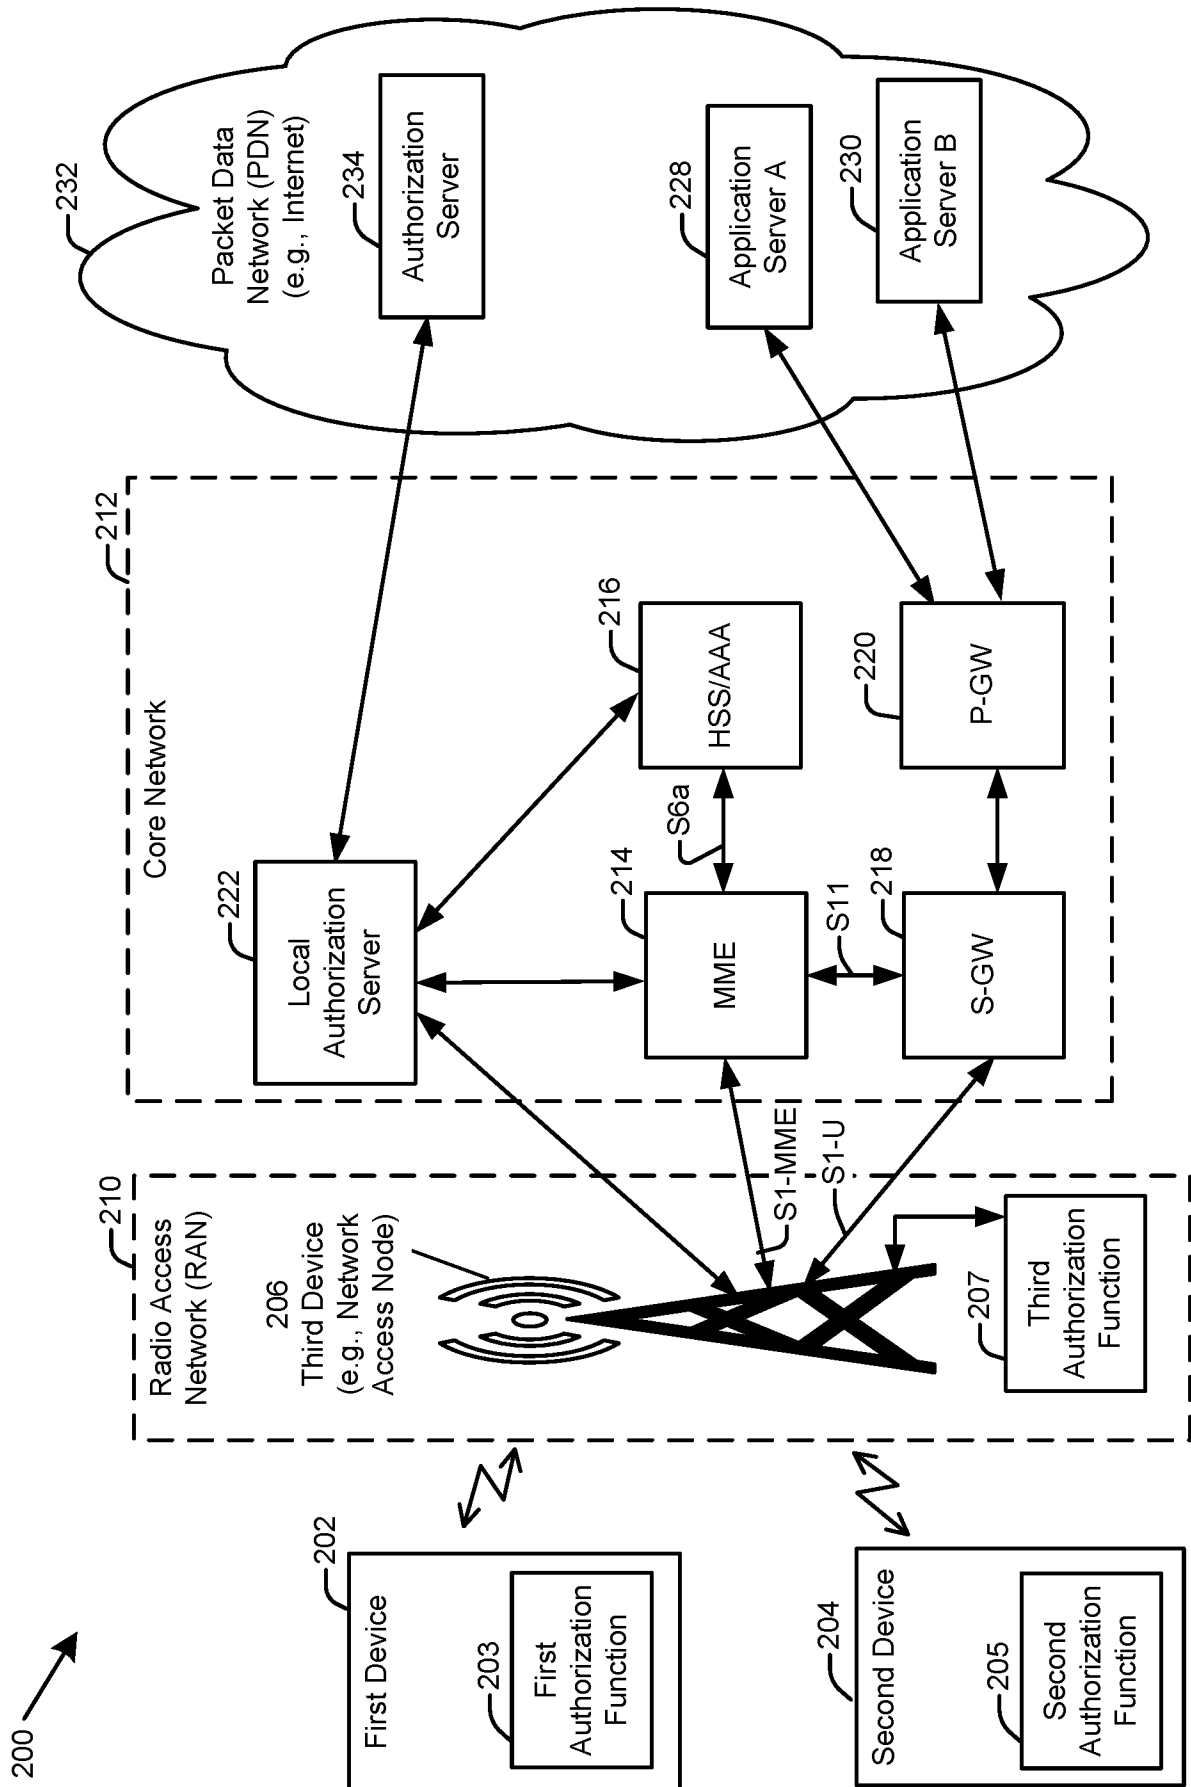 200
202
First Device
203
First
Authorization
Function
204
Second Device
205
Second
Authorization
Function
210
Radio Access
Network (RAN)
206
Third Device
(e.g., Network
Access Node)
207
Third
Authorization
Function
S1-MME
S1-U
212
Core Network
222
Local
Authorization
Server
214
MME
S6a
216
HSS/AAA
S11
218
S-GW
220
P-GW
232
Packet Data
Network (PDN)
(e.g., Internet)
234
Authorization
Server
228
Application
Server A
230
Application
Server B